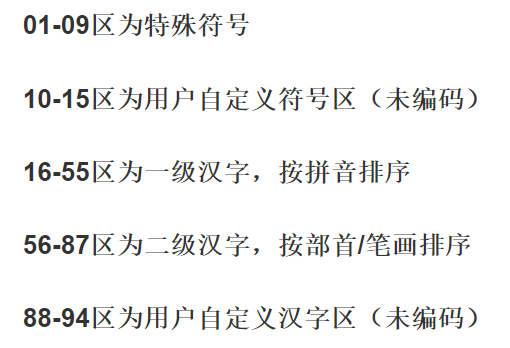 01-09区为特殊符号
10-15区为用户自定义符号区（未编码）
16-55区为一级汉字，按拼音排序
56-87区为二级汉字，按部首/笔画排序
88-94区为用户自定义汉字区（未编码）